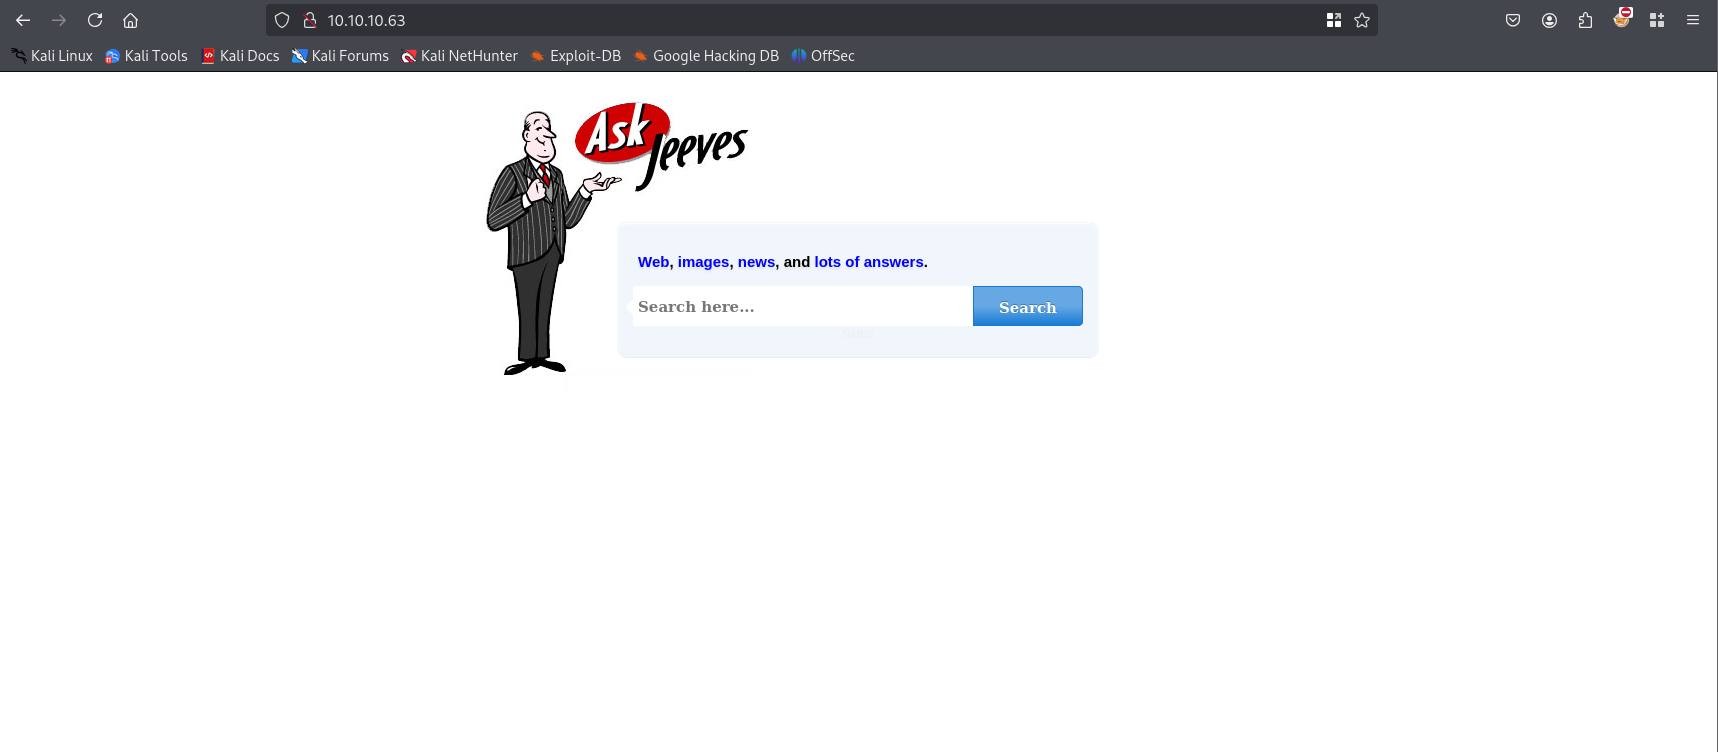 10.10.10.63
Kali Linux Kali Tools Kali Docs Kali Forums Kali NetHunter Exploit-DB Google Hacking DB OffSec
Ask
Jeeves
Web, images, news, and lots of answers.
Search here... Search